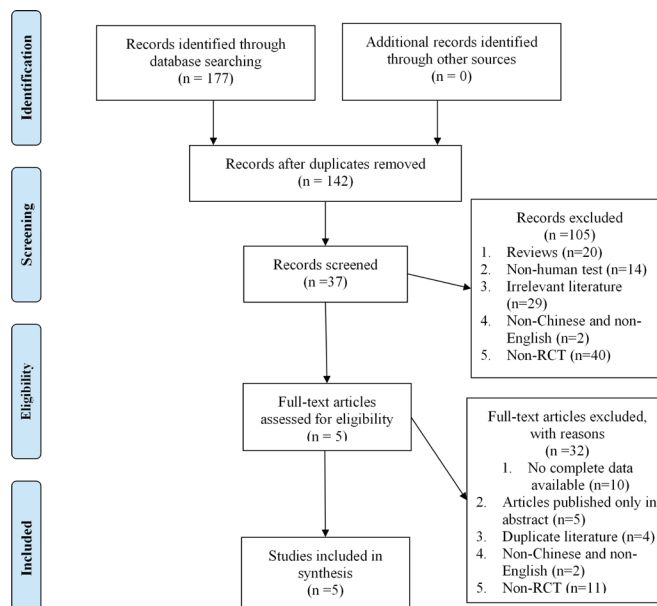 Identification
Records identified through
database searching
(n = 177)
Additional records identified
through other sources
(n = 0)
Records after duplicates removed
(n = 142)
Screening
Records screened
(n =37)
Records excluded
(n =105)
1. Reviews (n=20)
2. Non-human test (n=14)
3. Irrelevant literature
(n=29)
4. Non-Chinese and non-
English (n=2)
5. Non-RCT (n=40)
Eligibility
Full-text articles
assessed for eligibility
(n = 5)
Full-text articles excluded,
with reasons
(n =32)
1. No complete data
available (n=10)
2. Articles published only in
abstract (n=5)
3. Duplicate literature (n=4)
4. Non-Chinese and non-
English (n=2)
5. Non-RCT (n=11)
Included
Studies included in
synthesis
(n =5)